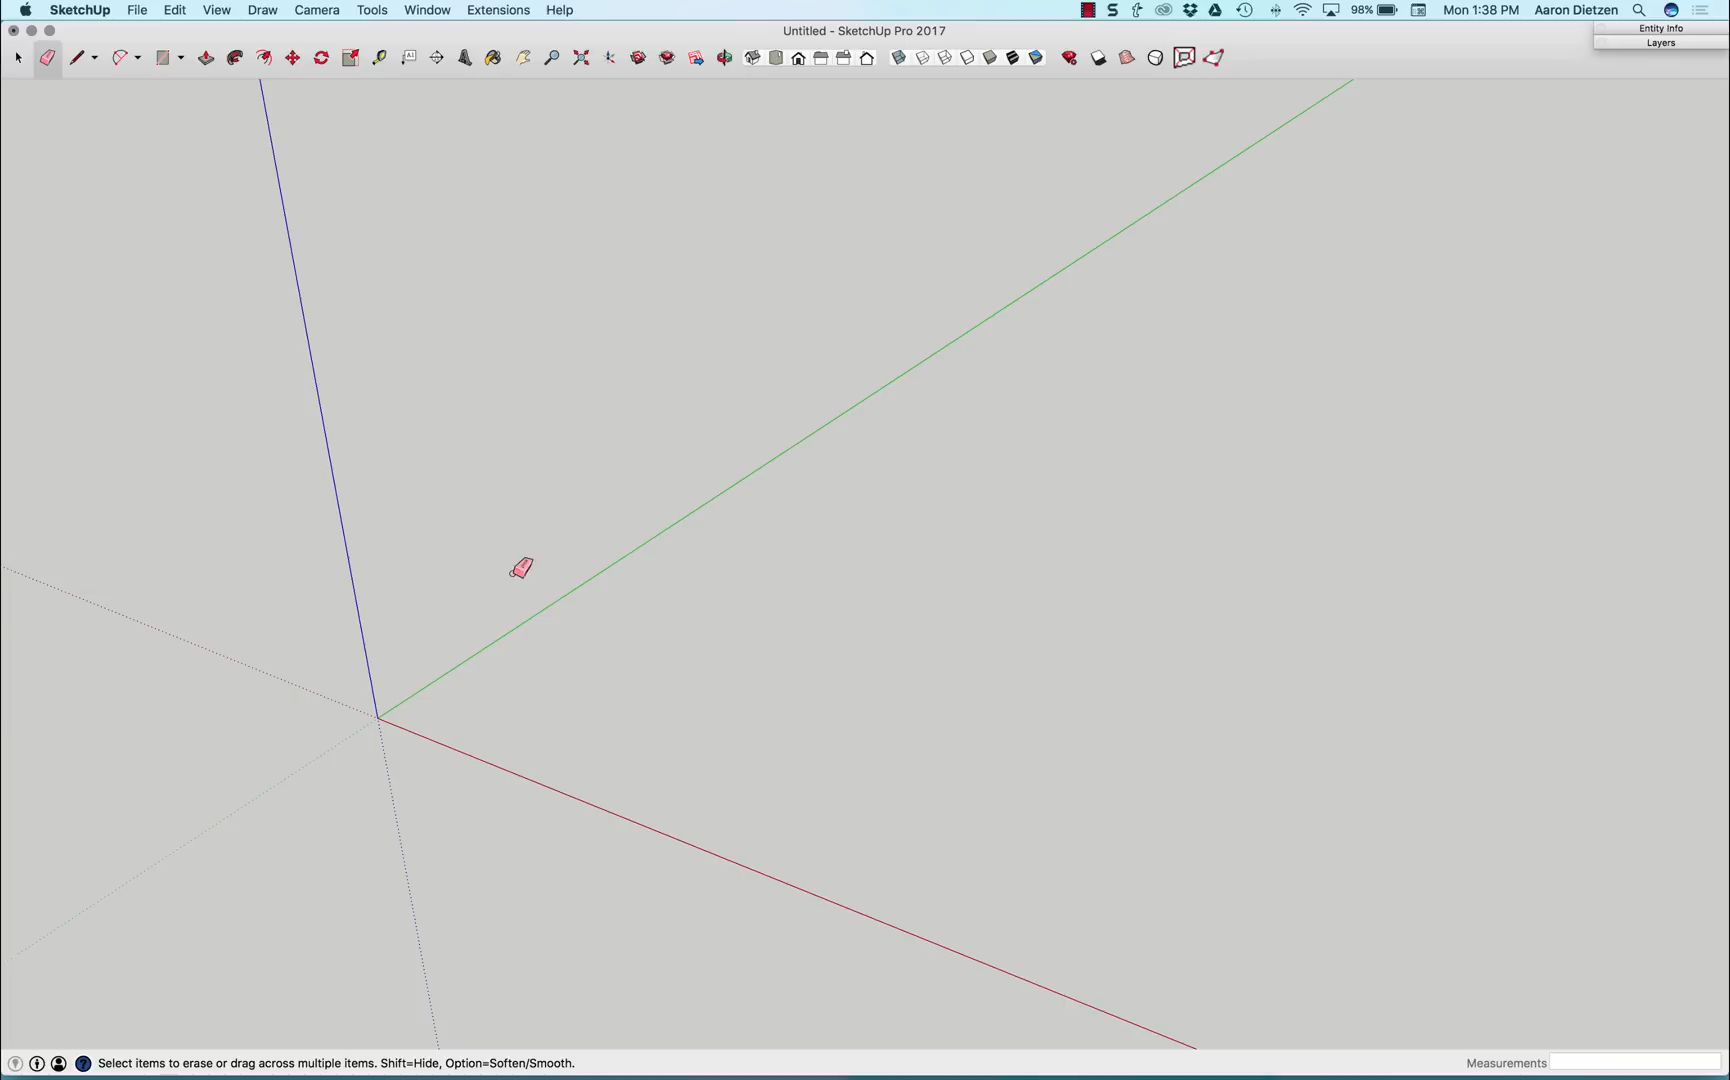 SketchUp File Edit View Draw Camera Tools Window Extensions Help 98% Mon 1:38 PM Aaron Dietzen
Untitled - SketchUp Pro 2017
Entity Info
Layers
Select items to erase or drag across multiple items. Shift=Hide, Option=Soften/Smooth.
Measurements